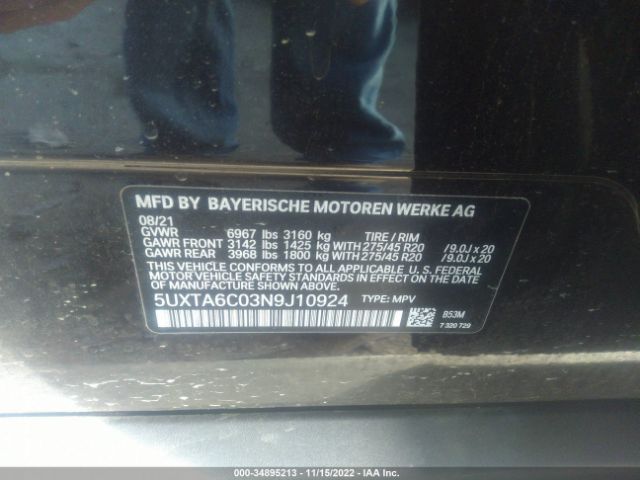 MFD BY BAYERISCHE MOTOREN WERKE AG
08/21
GVWR 6967 lbs 3160 kg TIRE / RIM
GAWR FRONT 3142 lbs 1425 kg WITH 275/45 R20 /9.0J x 20
GAWR REAR 3968 lbs 1800 kg WITH 275/45 R20 /9.0J x 20
THIS VEHICLE CONFORMS TO ALL APPLICABLE U.S. FEDERAL
MOTOR VEHICLE SAFETY STANDARDS IN EFFECT ON THE DATE OF
MANUFACTURE SHOWN ABOVE.
5UXTA6C03N9J10924 TYPE: MPV
B53M
7 320 729
000-34895213 - 11/15/2022 - IAA Inc.